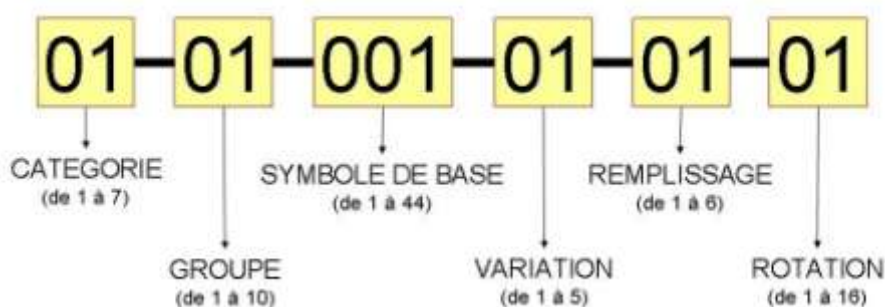 01-01-001-01-01-01
CATEGORIE
(de 1 à 7)
SYMBOLE DE BASE
(de 1 à 44)
REMPLISSAGE
(de 1 à 6)
GROUPE
(de 1 à 10)
VARIATION
(de 1 à 5)
ROTATION
(de 1 à 16)